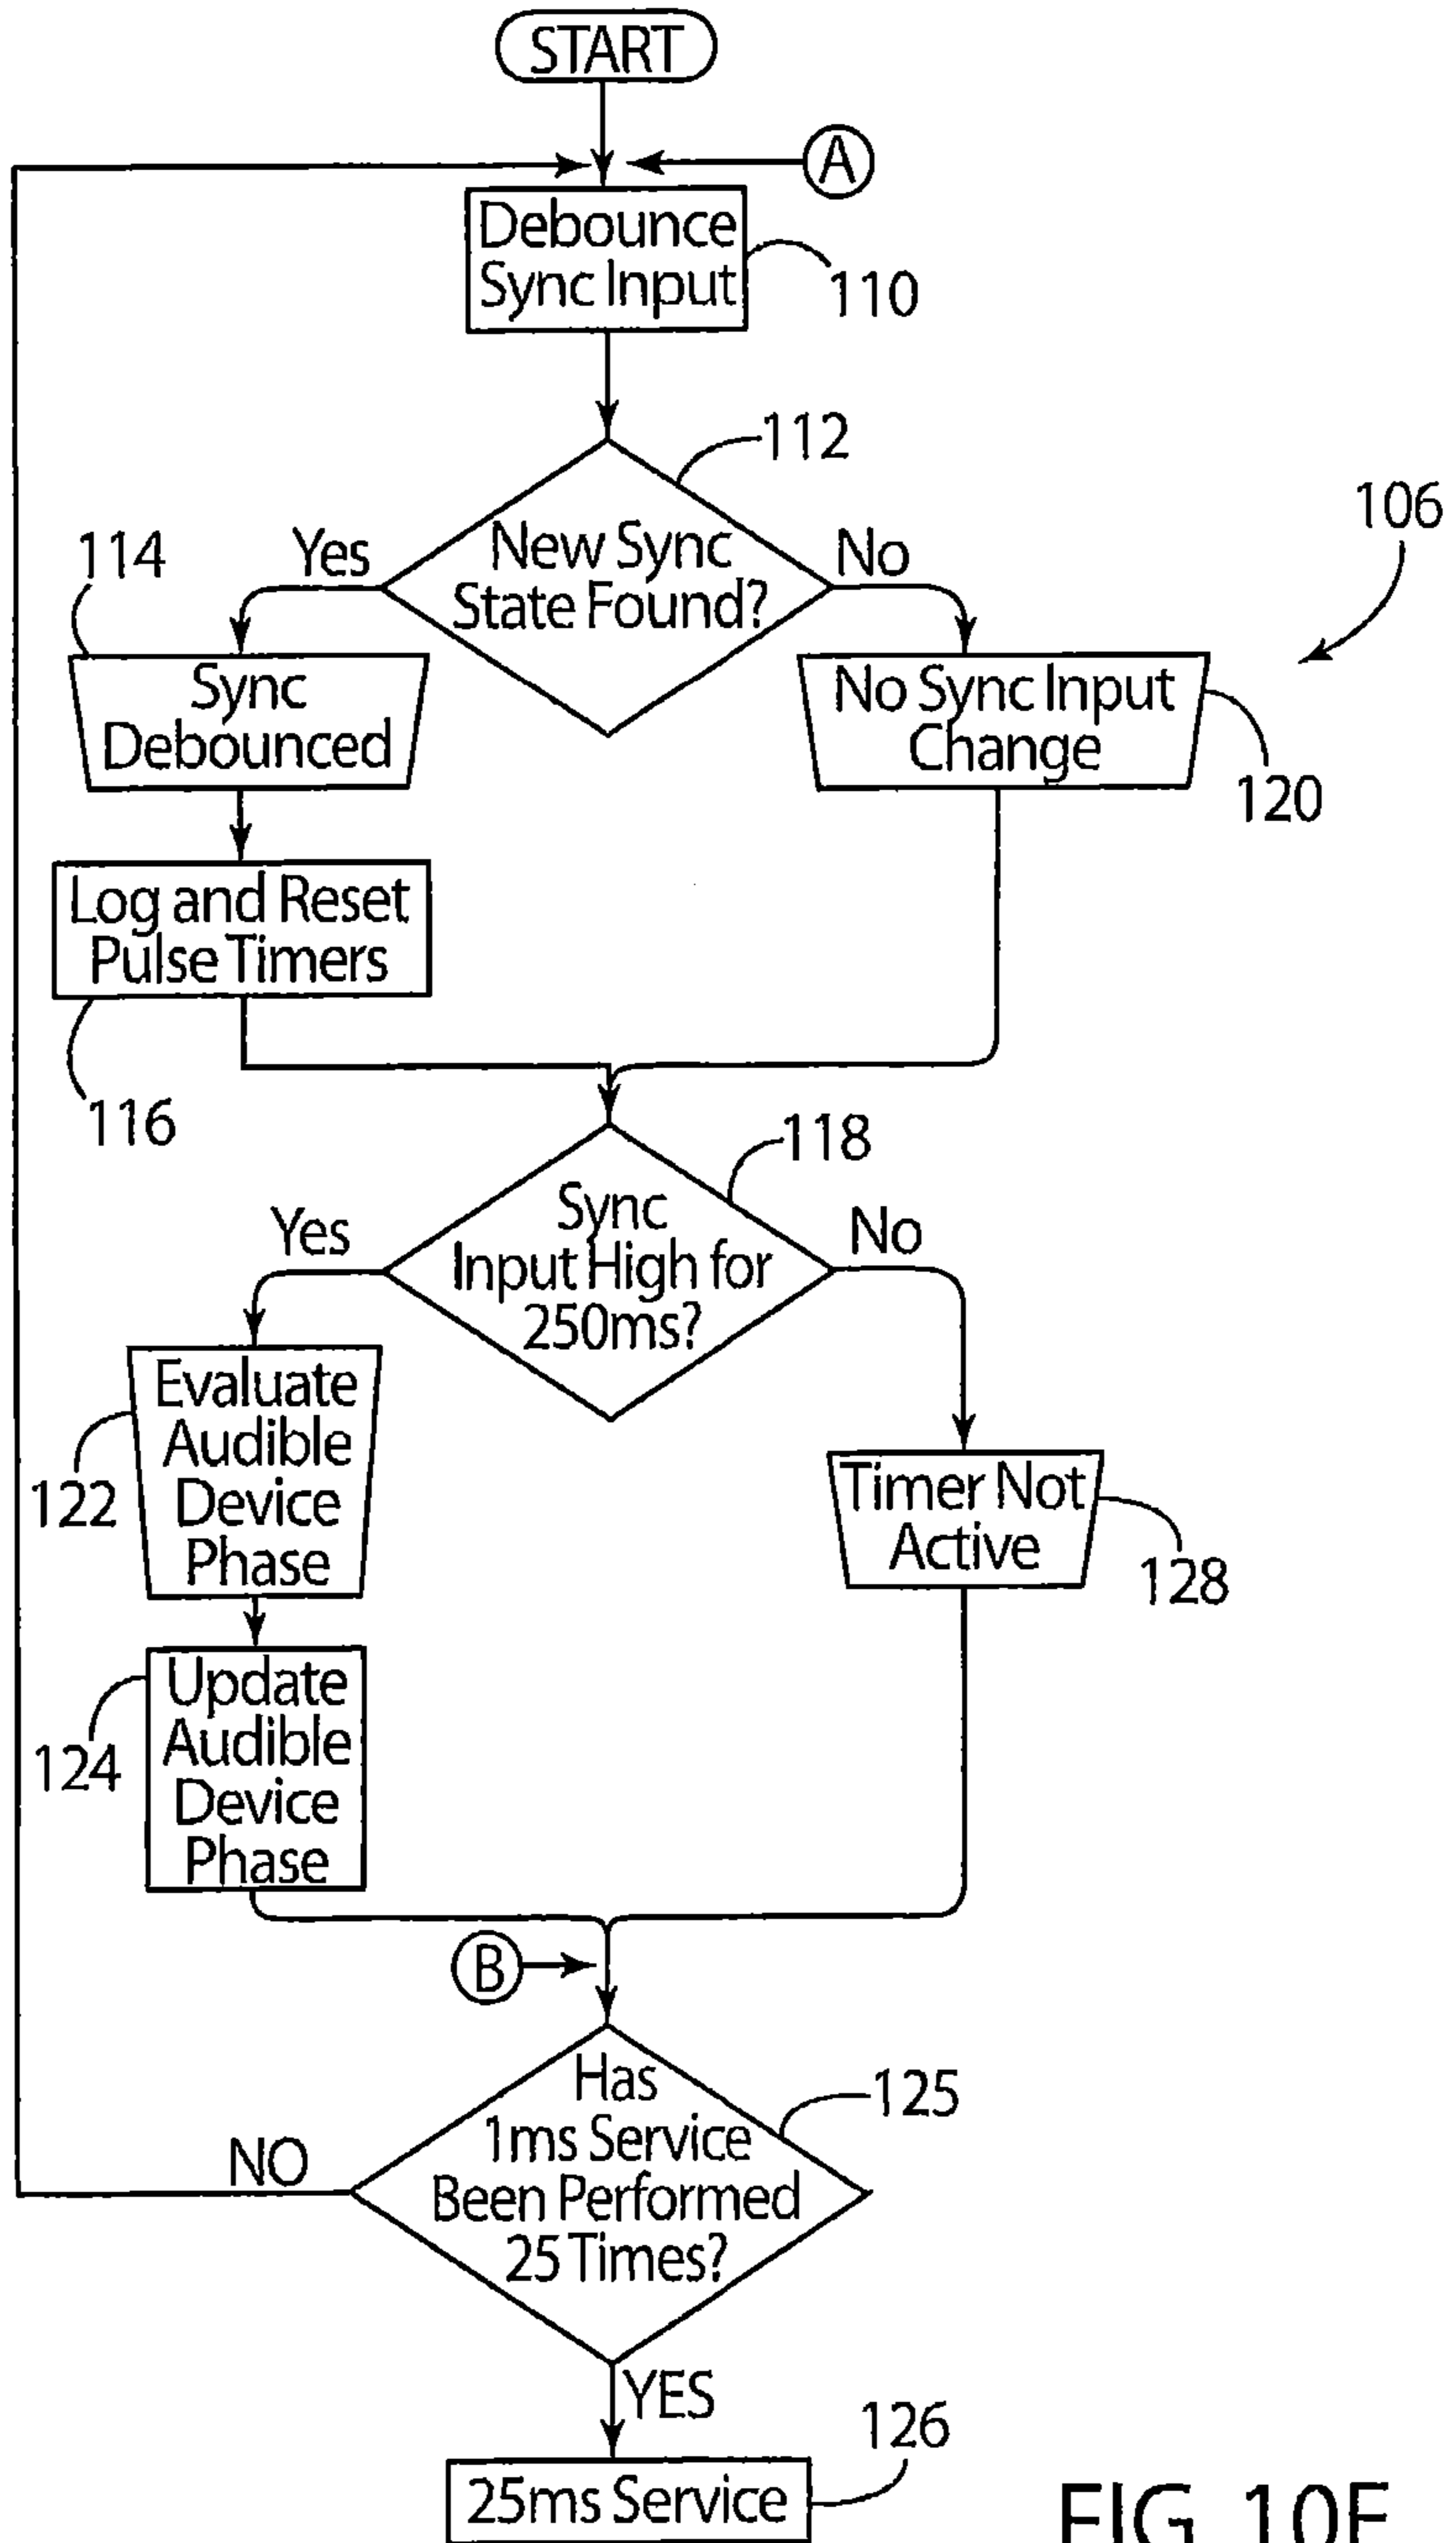 START
A
Debounce
Sync Input
110
112
106
114
Yes
New Sync
State Found?
No
Sync
Debounced
No Sync Input
Change
120
Log and Reset
Pulse Timers
116
118
Yes
Sync
Input High for
250ms?
No
Evaluate
Audible
Device
Phase
122
Timer Not
Active
128
Update
Audible
Device
Phase
124
B
Has
1ms Service
Been Performed
25 Times?
125
NO
YES
126
25ms Service